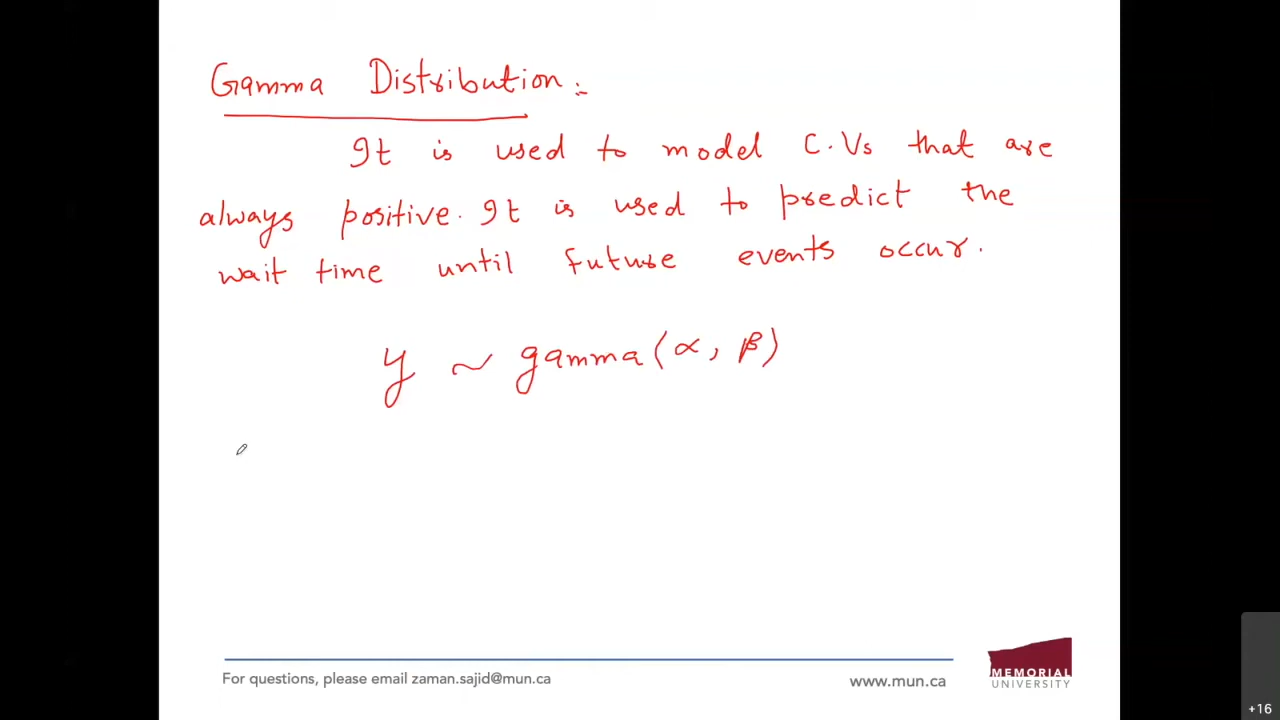 Gamma Distribution :-
It is used to model C.Vs that are
always positive. It is used to predict the
wait time until future events occur.
y ~ gamma (α, β)
For questions, please email zaman.sajid@mun.ca
www.mun.ca
MEMORIAL
UNIVERSITY
+16